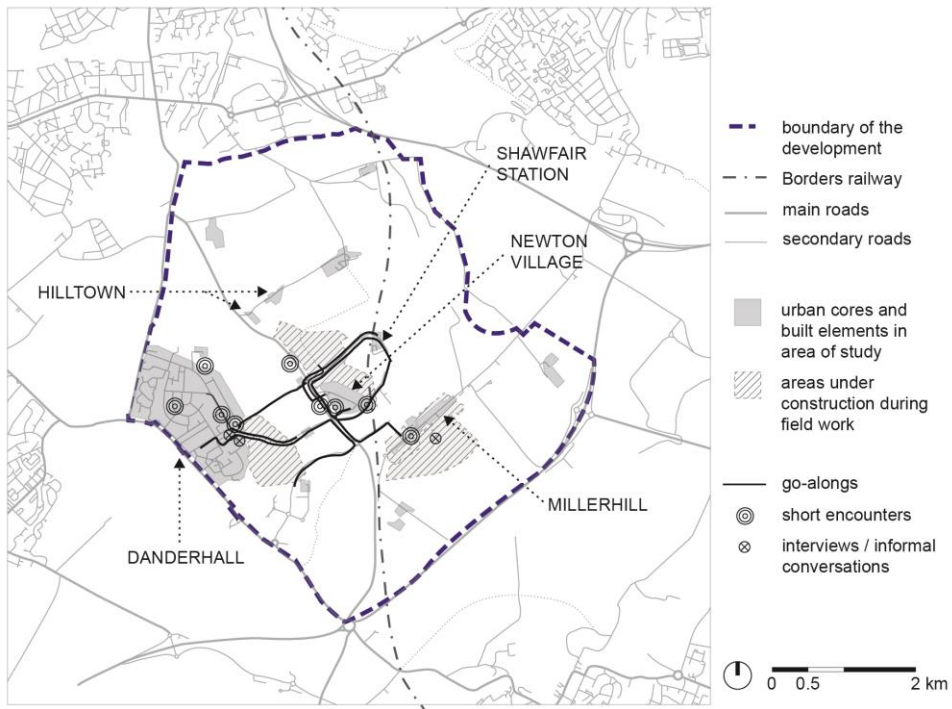 SHAWFAIR
STATION
NEWTON
VILLAGE
HILLTOWN
MILLERHILL
DANDERHALL
boundary of the
development
Borders railway
main roads
secondary roads
urban cores and
built elements in
area of study
areas under
construction during
field work
go-alongs
short encounters
interviews / informal
conversations
0 0.5 2 km